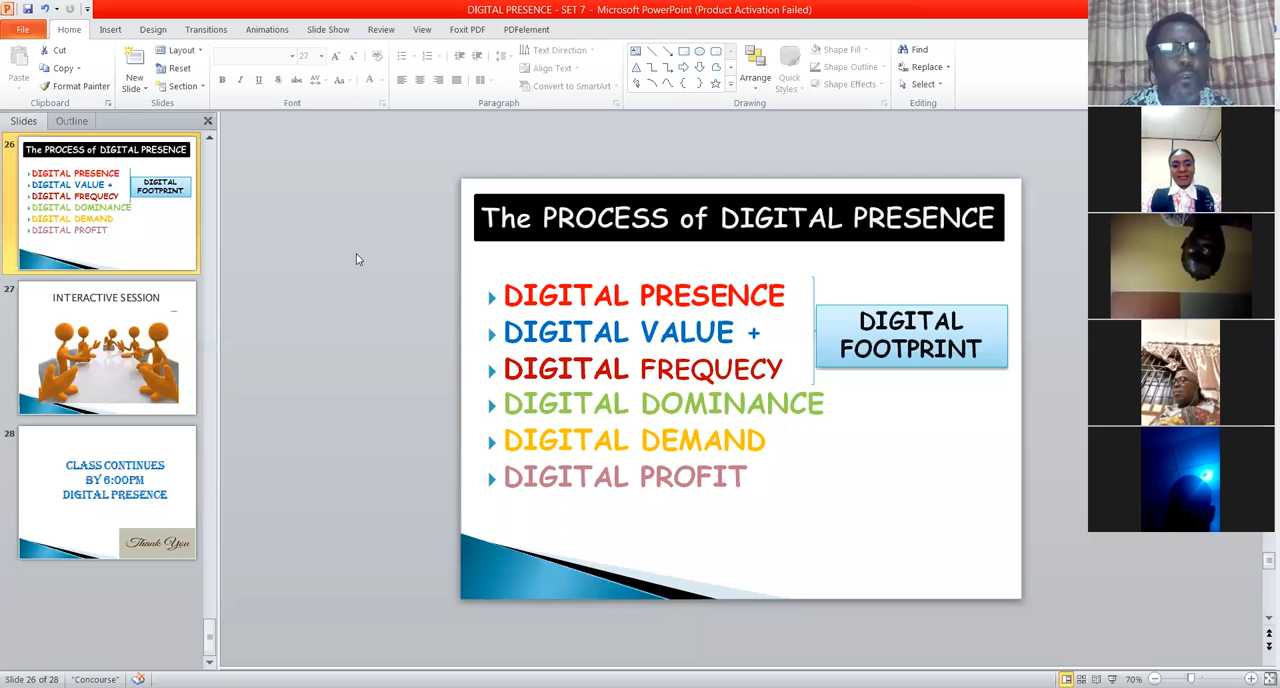 DIGITAL PRESENCE - SET 7 - Microsoft PowerPoint (Product Activation Failed)
File Home Insert Design Transitions Animations Slide Show Review View Foxit PDF PDFelement
Paste
Cut
Copy
Format Painter
Clipboard
New Slide
Layout
Reset
Section
Slides
27
B I U S abc AV Aa A
Font
Text Direction
Align Text
Convert to SmartArt
Paragraph
Arrange
Quick Styles
Shape Fill
Shape Outline
Shape Effects
Drawing
Find
Replace
Select
Editing
Slides Outline
26
The PROCESS of DIGITAL PRESENCE
DIGITAL PRESENCE
DIGITAL VALUE +
DIGITAL FREQUECY
DIGITAL DOMINANCE
DIGITAL DEMAND
DIGITAL PROFIT
DIGITAL
FOOTPRINT
27
INTERACTIVE SESSION
28
CLASS CONTINUES
BY 6:00PM
DIGITAL PRESENCE
Thank You
The PROCESS of DIGITAL PRESENCE
DIGITAL PRESENCE
DIGITAL VALUE +
DIGITAL FREQUECY
DIGITAL DOMINANCE
DIGITAL DEMAND
DIGITAL PROFIT
DIGITAL
FOOTPRINT
Slide 26 of 28 "Concourse" 70%